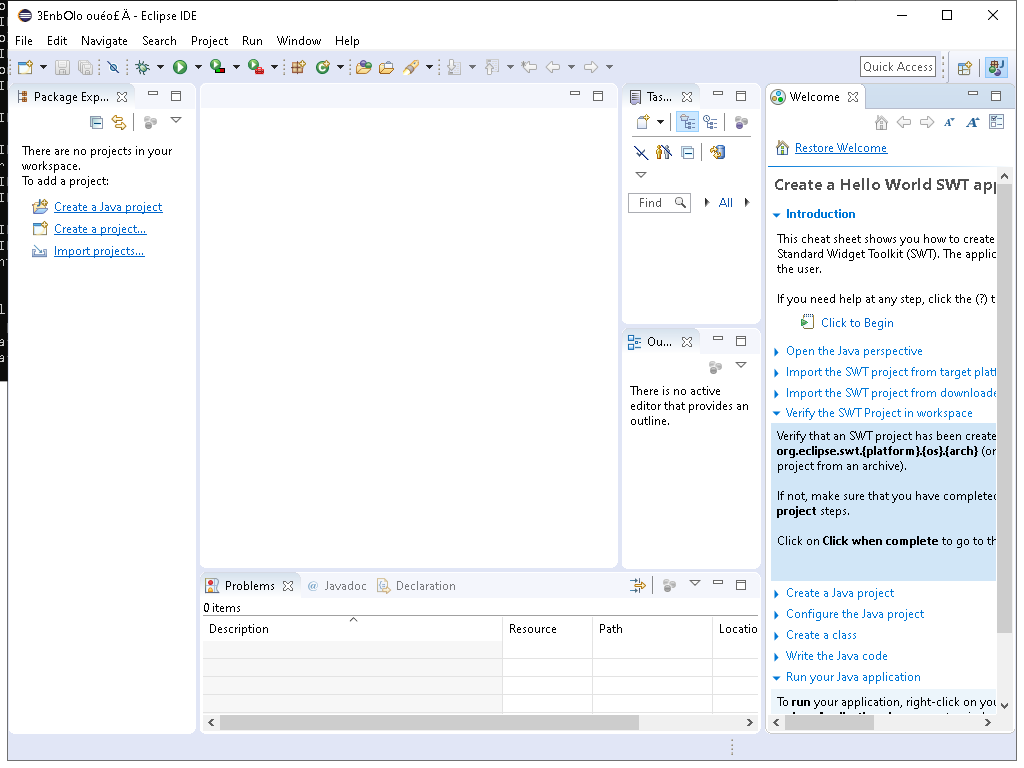 3Enb0lo ouéo£ Ä - Eclipse IDE
File Edit Navigate Search Project Run Window Help
Quick Access
Package Exp...
There are no projects in your
workspace.
To add a project:
Create a Java project
Create a project...
Import projects...
Tas...
Find
All
Ou...
There is no active
editor that provides an
outline.
Problems
@ Javadoc
Declaration
0 items
Description Resource Path Locatio
Welcome
Restore Welcome
Create a Hello World SWT app
Introduction
This cheat sheet shows you how to create
Standard Widget Toolkit (SWT). The applic
the user.
If you need help at any step, click the (?) t
Click to Begin
Open the Java perspective
Import the SWT project from target platf
Import the SWT project from downloade
Verify the SWT Project in workspace
Verify that an SWT project has been create
org.eclipse.swt.{platform}.{os}.{arch} (or
project from an archive).
If not, make sure that you have completed
project steps.
Click on Click when complete to go to th
Create a Java project
Configure the Java project
Create a class
Write the Java code
Run your Java application
To run your application, right-click on you